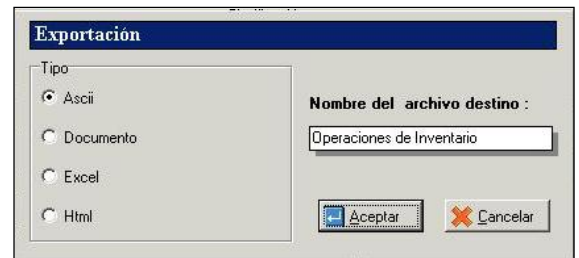 Exportación
Tipo
Ascii
Documento
Excel
Html
Nombre del archivo destino :
Operaciones de Inventario
Aceptar
Cancelar